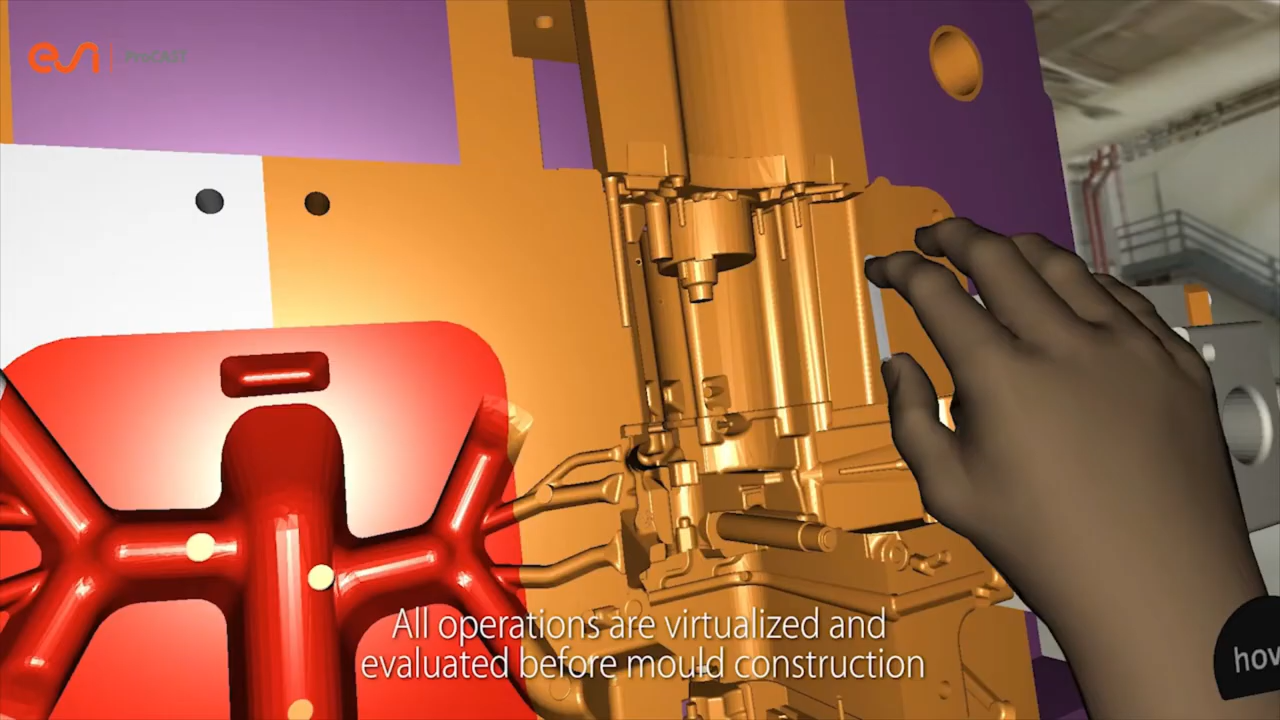 esi
ProCAST
All operations are virtualized and
evaluated before mould construction
hov